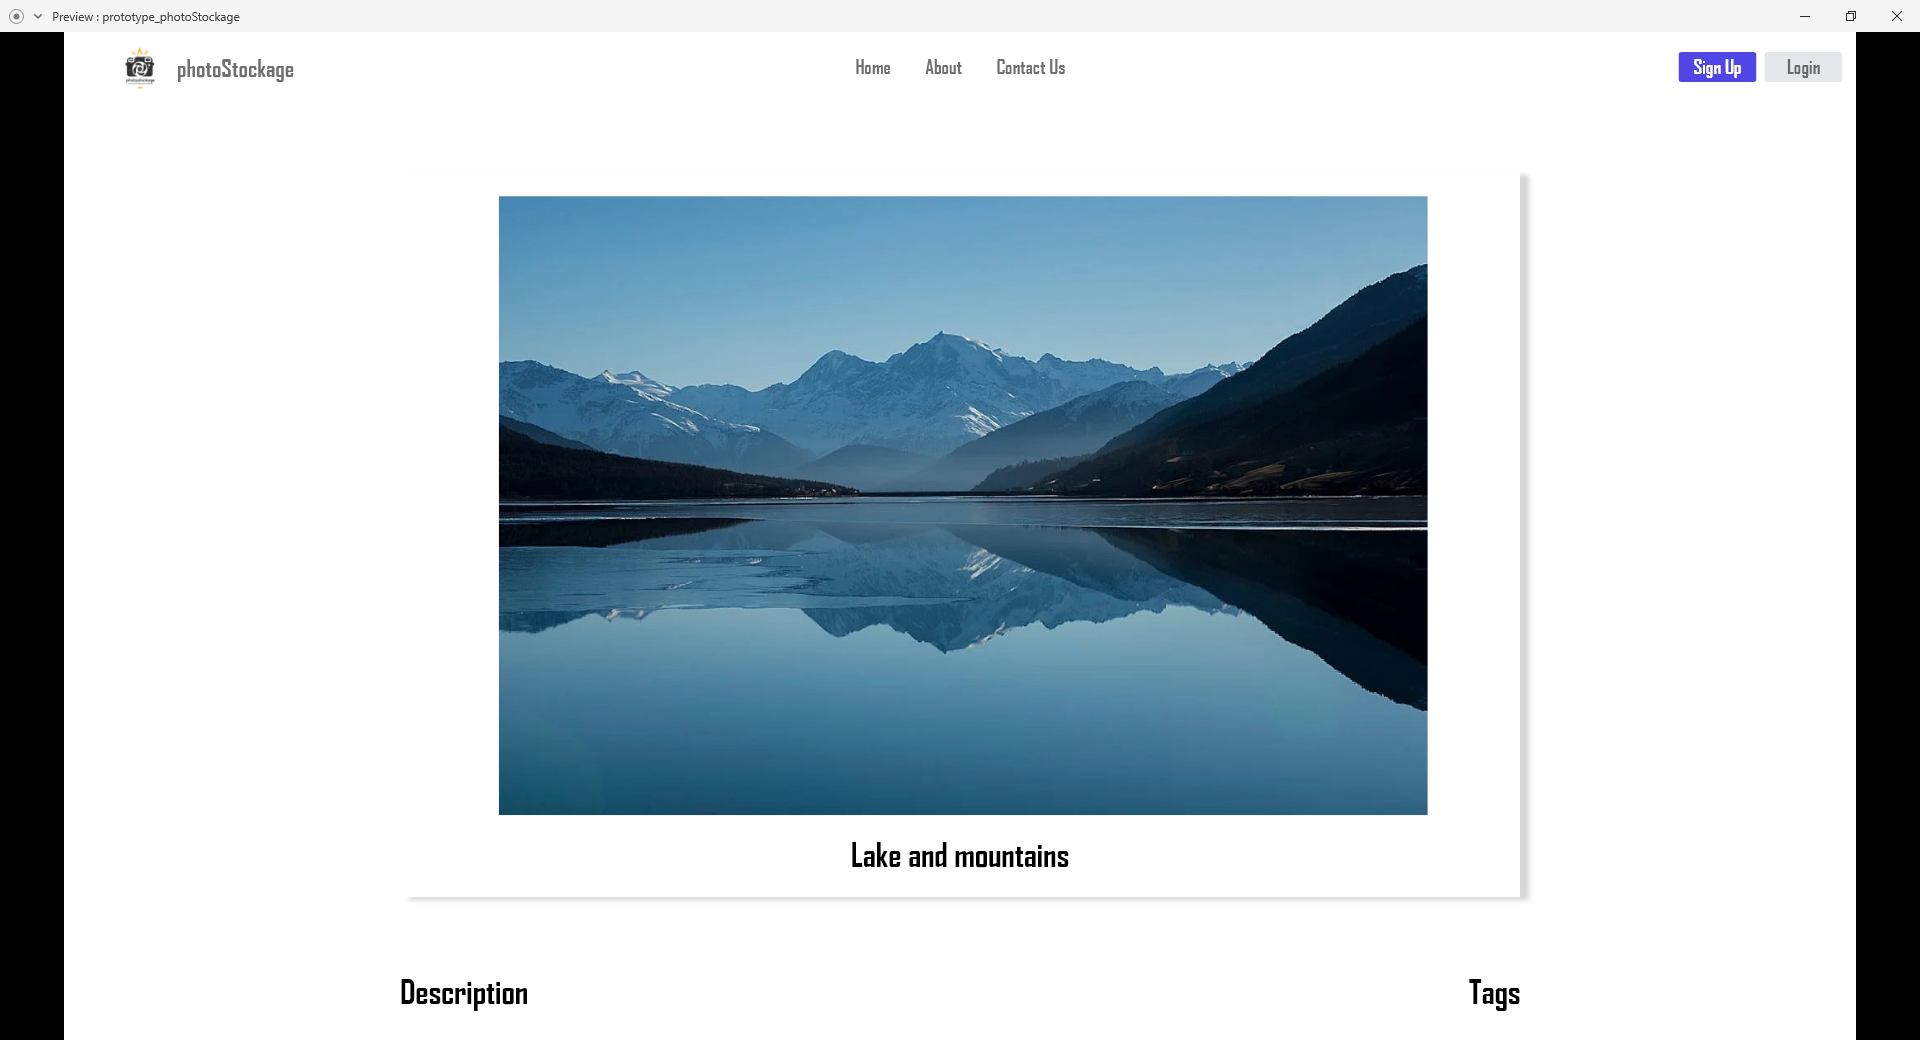 Preview : prototype_photoStockage
photoStockage
Home About Contact Us
Sign Up Login
Lake and mountains
Description
Tags